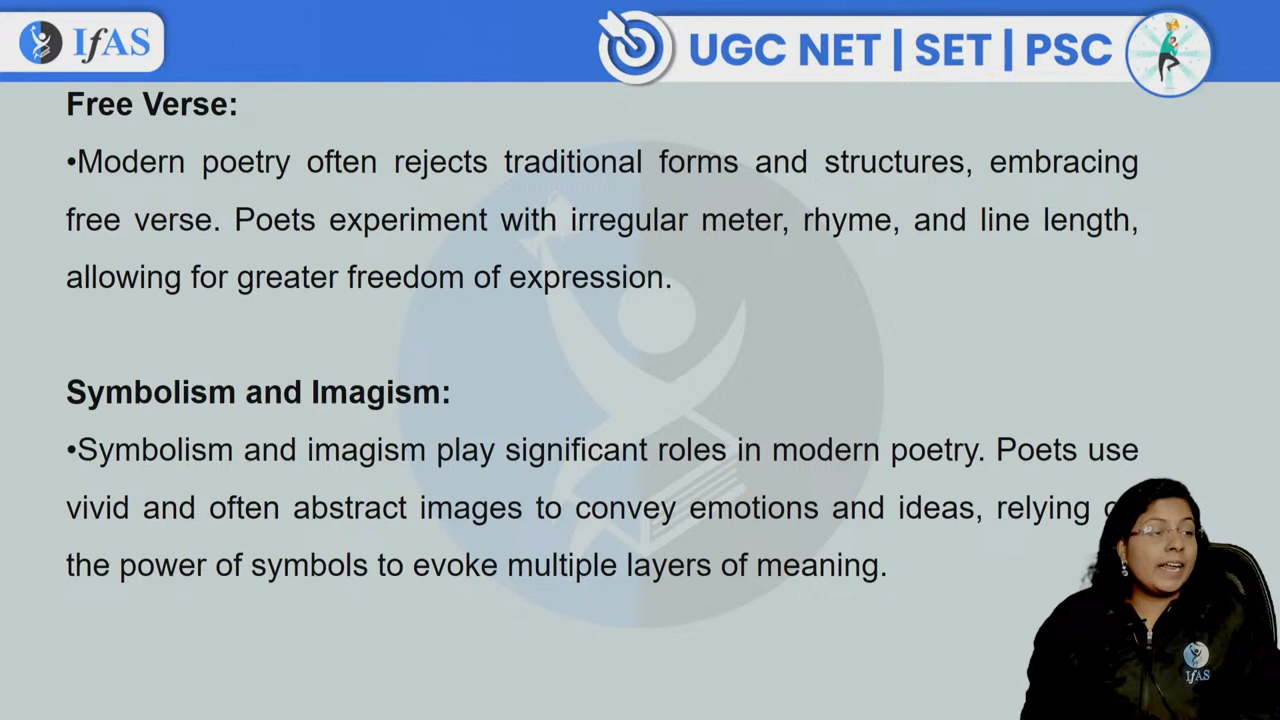 IfAS
UGC NET | SET | PSC
Free Verse:
•Modern poetry often rejects traditional forms and structures, embracing
free verse. Poets experiment with irregular meter, rhyme, and line length,
allowing for greater freedom of expression.
Symbolism and Imagism:
•Symbolism and imagism play significant roles in modern poetry. Poets use
vivid and often abstract images to convey emotions and ideas, relying
the power of symbols to evoke multiple layers of meaning.
IfAS